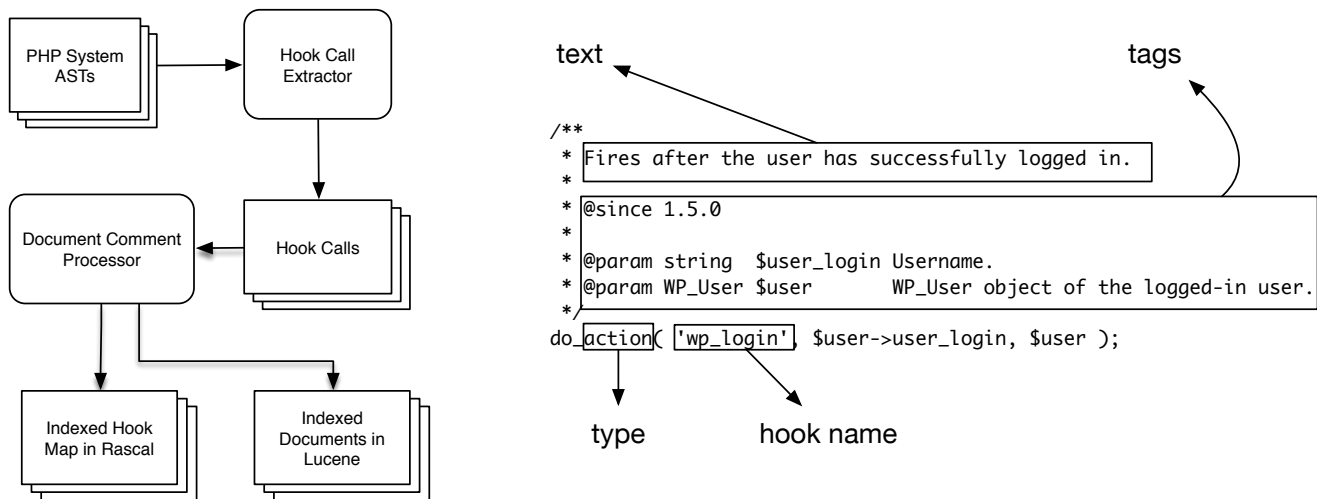 PHP System
ASTs
Hook Call
Extractor
Document Comment
Processor
Hook Calls
Indexed Hook
Map in Rascal
Indexed
Documents in
Lucene
text
tags
/**
* Fires after the user has successfully logged in.
*
* @since 1.5.0
*
* @param string  $user_login Username.
* @param WP_User $user       WP_User object of the logged-in user.
*/
do_action( 'wp_login', $user->user_login, $user );
type
hook name